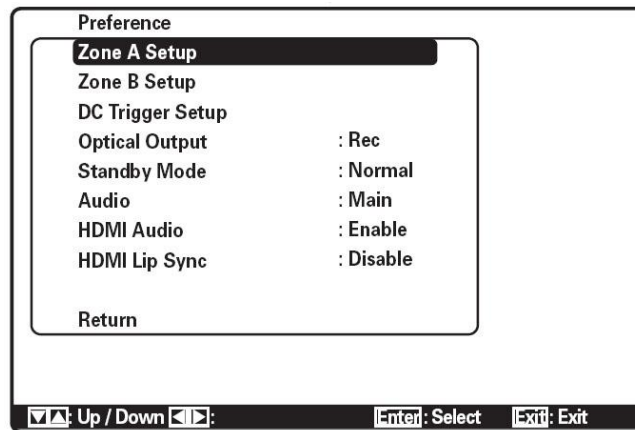 Preference
Zone A Setup
Zone B Setup
DC Trigger Setup
Optical Output : Rec
Standby Mode : Normal
Audio : Main
HDMI Audio : Enable
HDMI Lip Sync : Disable
Return
▼▲: Up / Down ◀▶: Enter: Select Exit: Exit